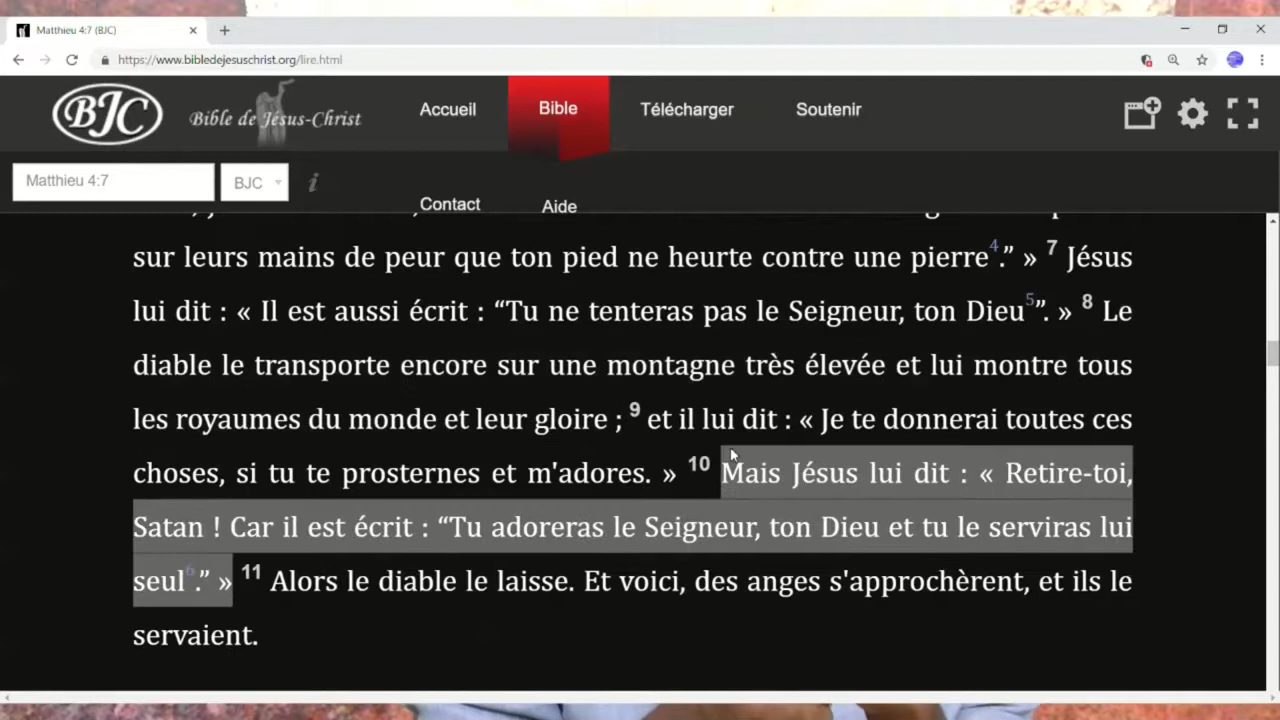 Matthieu 4:7 (BJC)
https://www.bibledejesuschrist.org/lire.html
BJC Bible de Jésus-Christ Accueil Bible Télécharger Soutenir
Matthieu 4:7 BJC i Contact Aide
sur leurs mains de peur que ton pied ne heurte contre une pierre4.” » 7 Jésus
lui dit : « Il est aussi écrit : “Tu ne tenteras pas le Seigneur, ton Dieu5”. » 8 Le
diable le transporte encore sur une montagne très élevée et lui montre tous
les royaumes du monde et leur gloire ; 9 et il lui dit : « Je te donnerai toutes ces
choses, si tu te prosternes et m'adores. » 10 Mais Jésus lui dit : « Retire-toi,
Satan ! Car il est écrit : “Tu adoreras le Seigneur, ton Dieu et tu le serviras lui
seul6.” » 11 Alors le diable le laisse. Et voici, des anges s'approchèrent, et ils le
servaient.